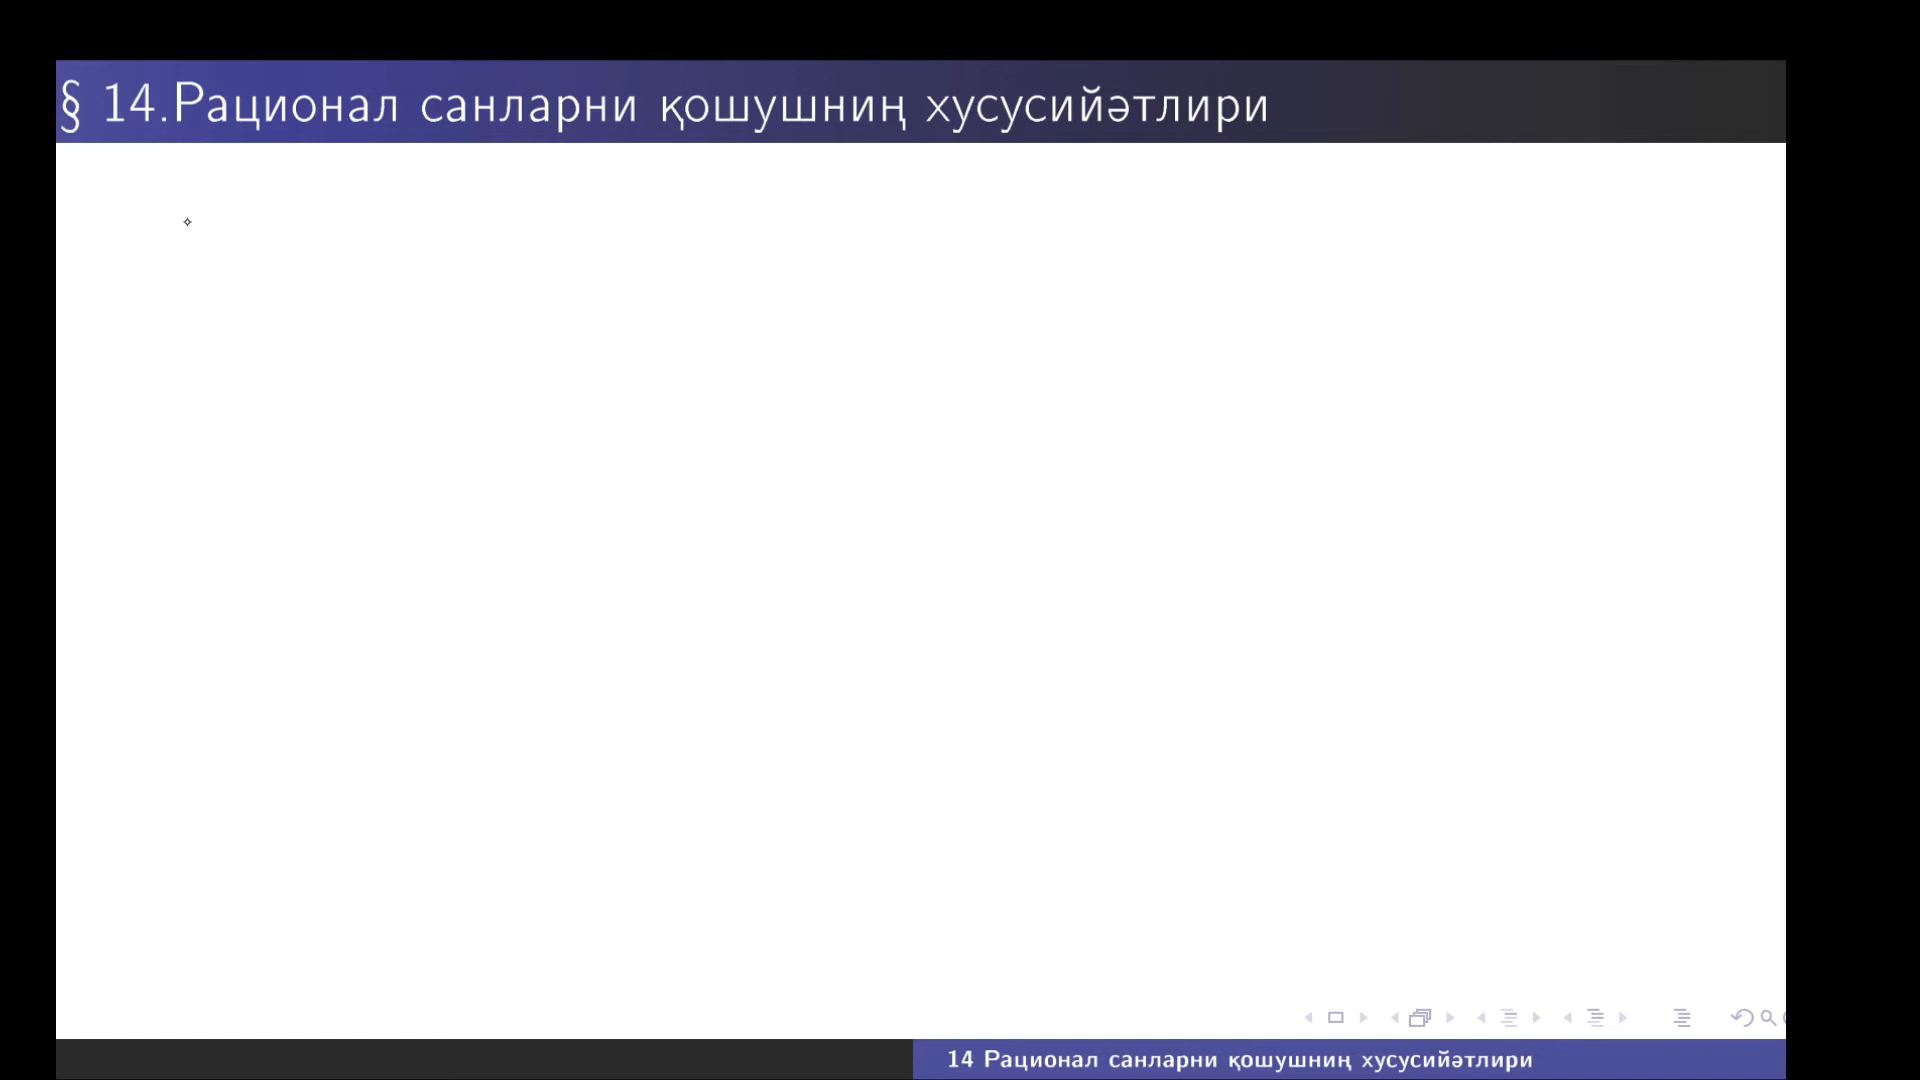 § 14.Рационал санларни қошушниң хусусийәтлири
14 Рационал санларни қошушниң хусусийәтлири